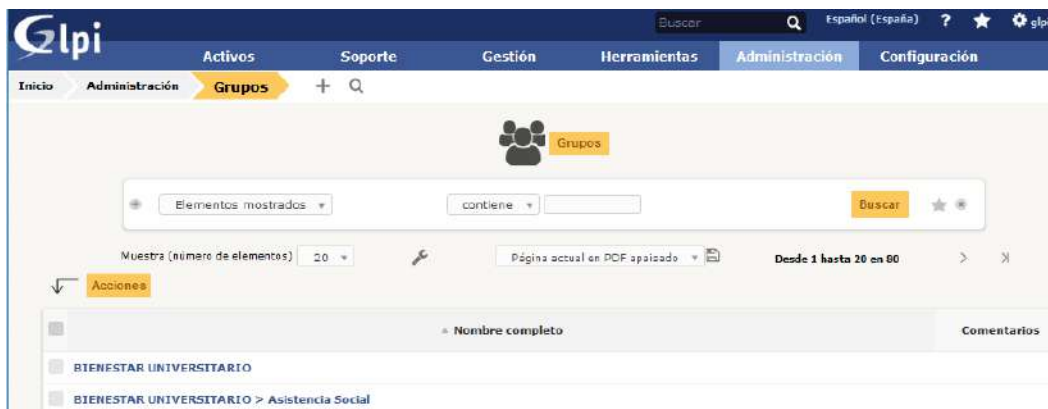 Glpi
Buscar
Español (España) ? glpi
Activos Soporte Gestión Herramientas Administración Configuración
Inicio Administración Grupos
Grupos
Elementos mostrados contiene Buscar
Muestra (número de elementos) 20 Página actual en PDF apaisado Desde 1 hasta 20 en 80
Acciones
Nombre completo Comentarios
BIENESTAR UNIVERSITARIO
BIENESTAR UNIVERSITARIO > Asistencia Social